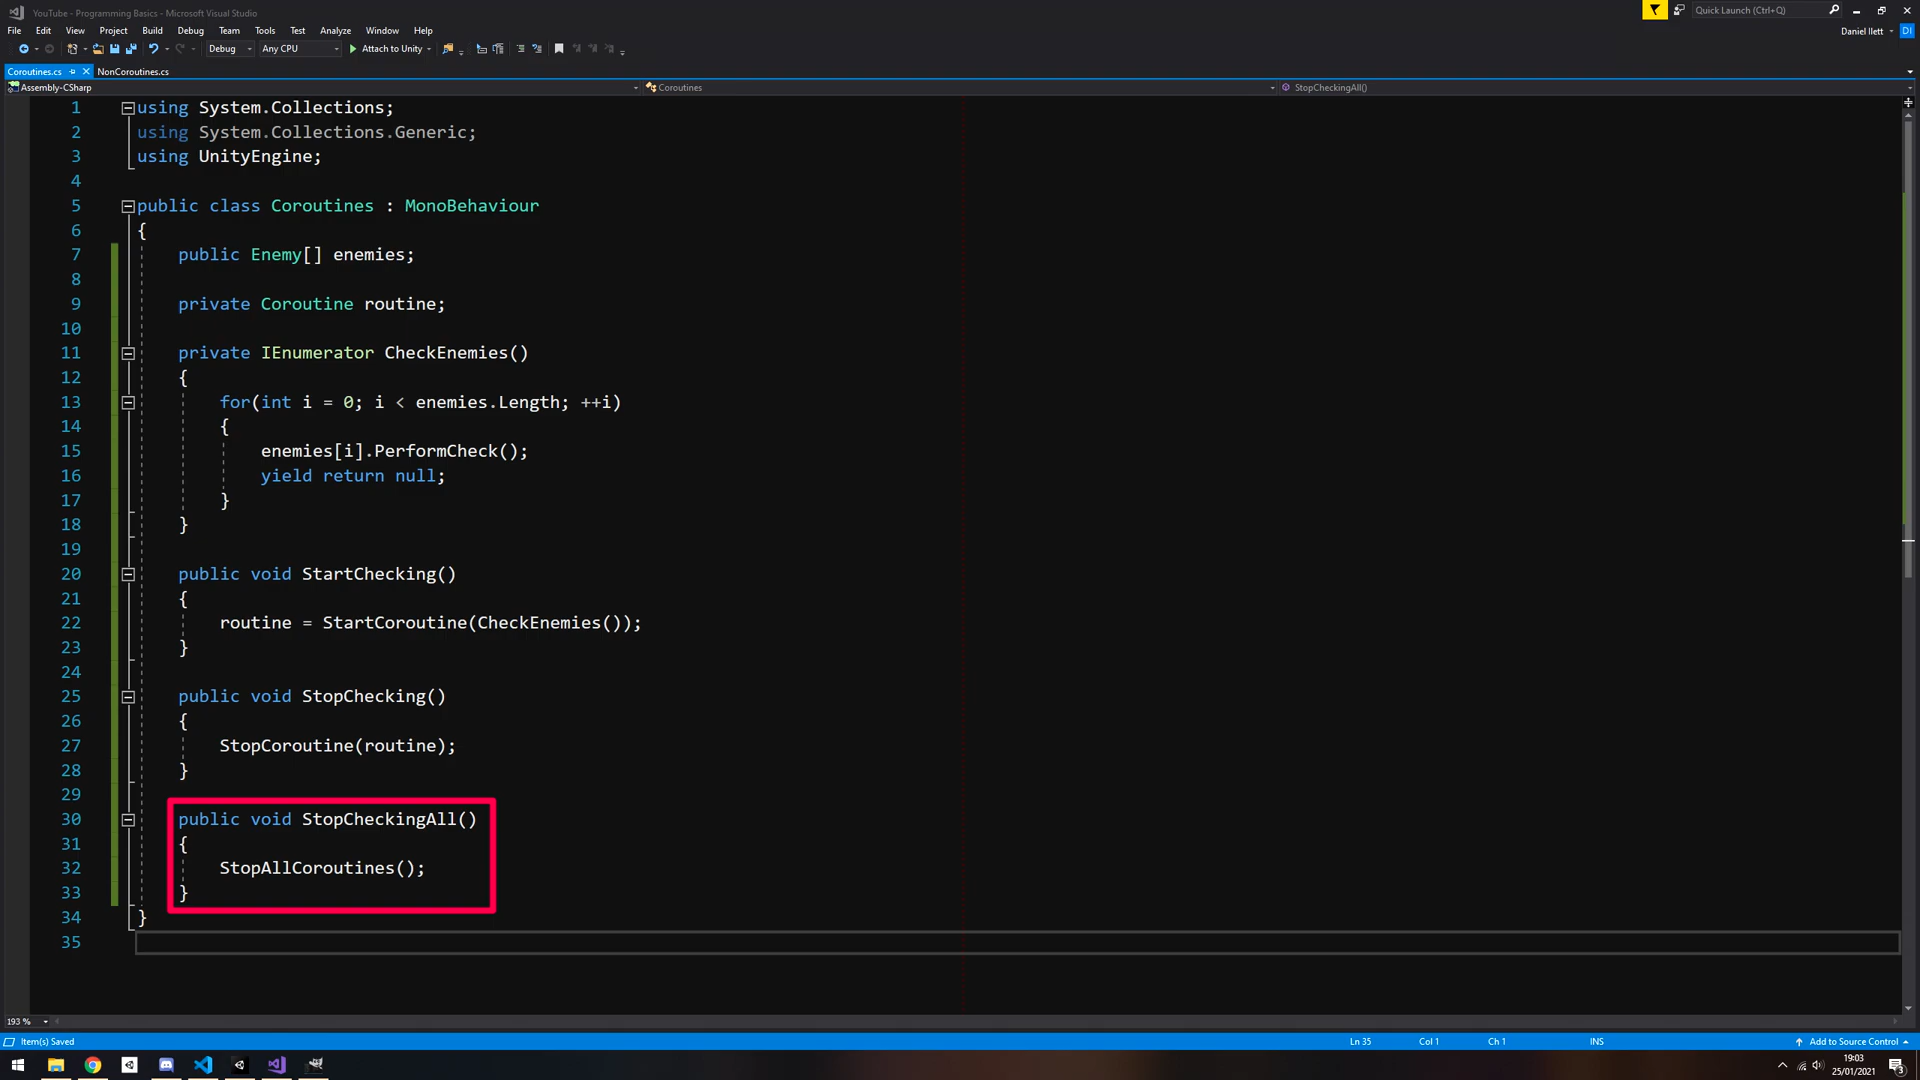 YouTube - Programming Basics - Microsoft Visual Studio
Quick Launch (Ctrl+Q)
File Edit View Project Build Debug Team Tools Test Analyze Window Help
Daniel Ilett DI
Debug Any CPU Attach to Unity
Coroutines.cs NonCoroutines.cs
Assembly-CSharp Coroutines StopCheckingAll()
1 using System.Collections;
2 using System.Collections.Generic;
3 using UnityEngine;
4
5 public class Coroutines : MonoBehaviour
6 {
7 public Enemy[] enemies;
8
9 private Coroutine routine;
10
11 private IEnumerator CheckEnemies()
12 {
13 for(int i = 0; i < enemies.Length; ++i)
14 {
15 enemies[i].PerformCheck();
16 yield return null;
17 }
18 }
19
20 public void StartChecking()
21 {
22 routine = StartCoroutine(CheckEnemies());
23 }
24
25 public void StopChecking()
26 {
27 StopCoroutine(routine);
28 }
29
30 public void StopCheckingAll()
31 {
32 StopAllCoroutines();
33 }
34 }
35
193 %
Item(s) Saved Ln 35 Col 1 Ch 1 INS Add to Source Control
19:03
25/01/2021
3